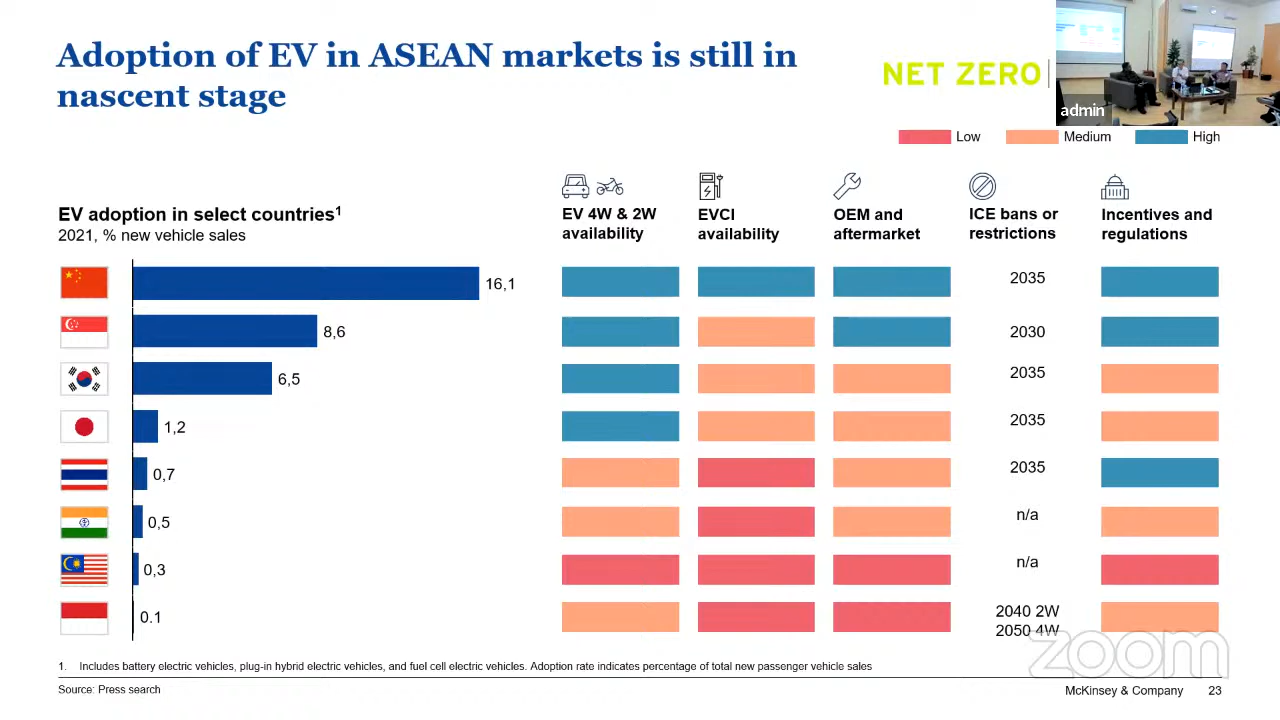 Adoption of EV in ASEAN markets is still in
nascent stage
NET ZERO
admin
Low
Medium
High
EV adoption in select countries1
2021, % new vehicle sales
EV 4W & 2W
availability
EVCI
availability
OEM and
aftermarket
ICE bans or
restrictions
Incentives and
regulations
16,1
2035
8,6
2030
6,5
2035
1,2
2035
0,7
2035
0,5
n/a
0,3
n/a
0.1
2040 2W
2050 4W
zoom
1. Includes battery electric vehicles, plug-in hybrid electric vehicles, and fuel cell electric vehicles. Adoption rate indicates percentage of total new passenger vehicle sales
Source: Press search
McKinsey & Company 23